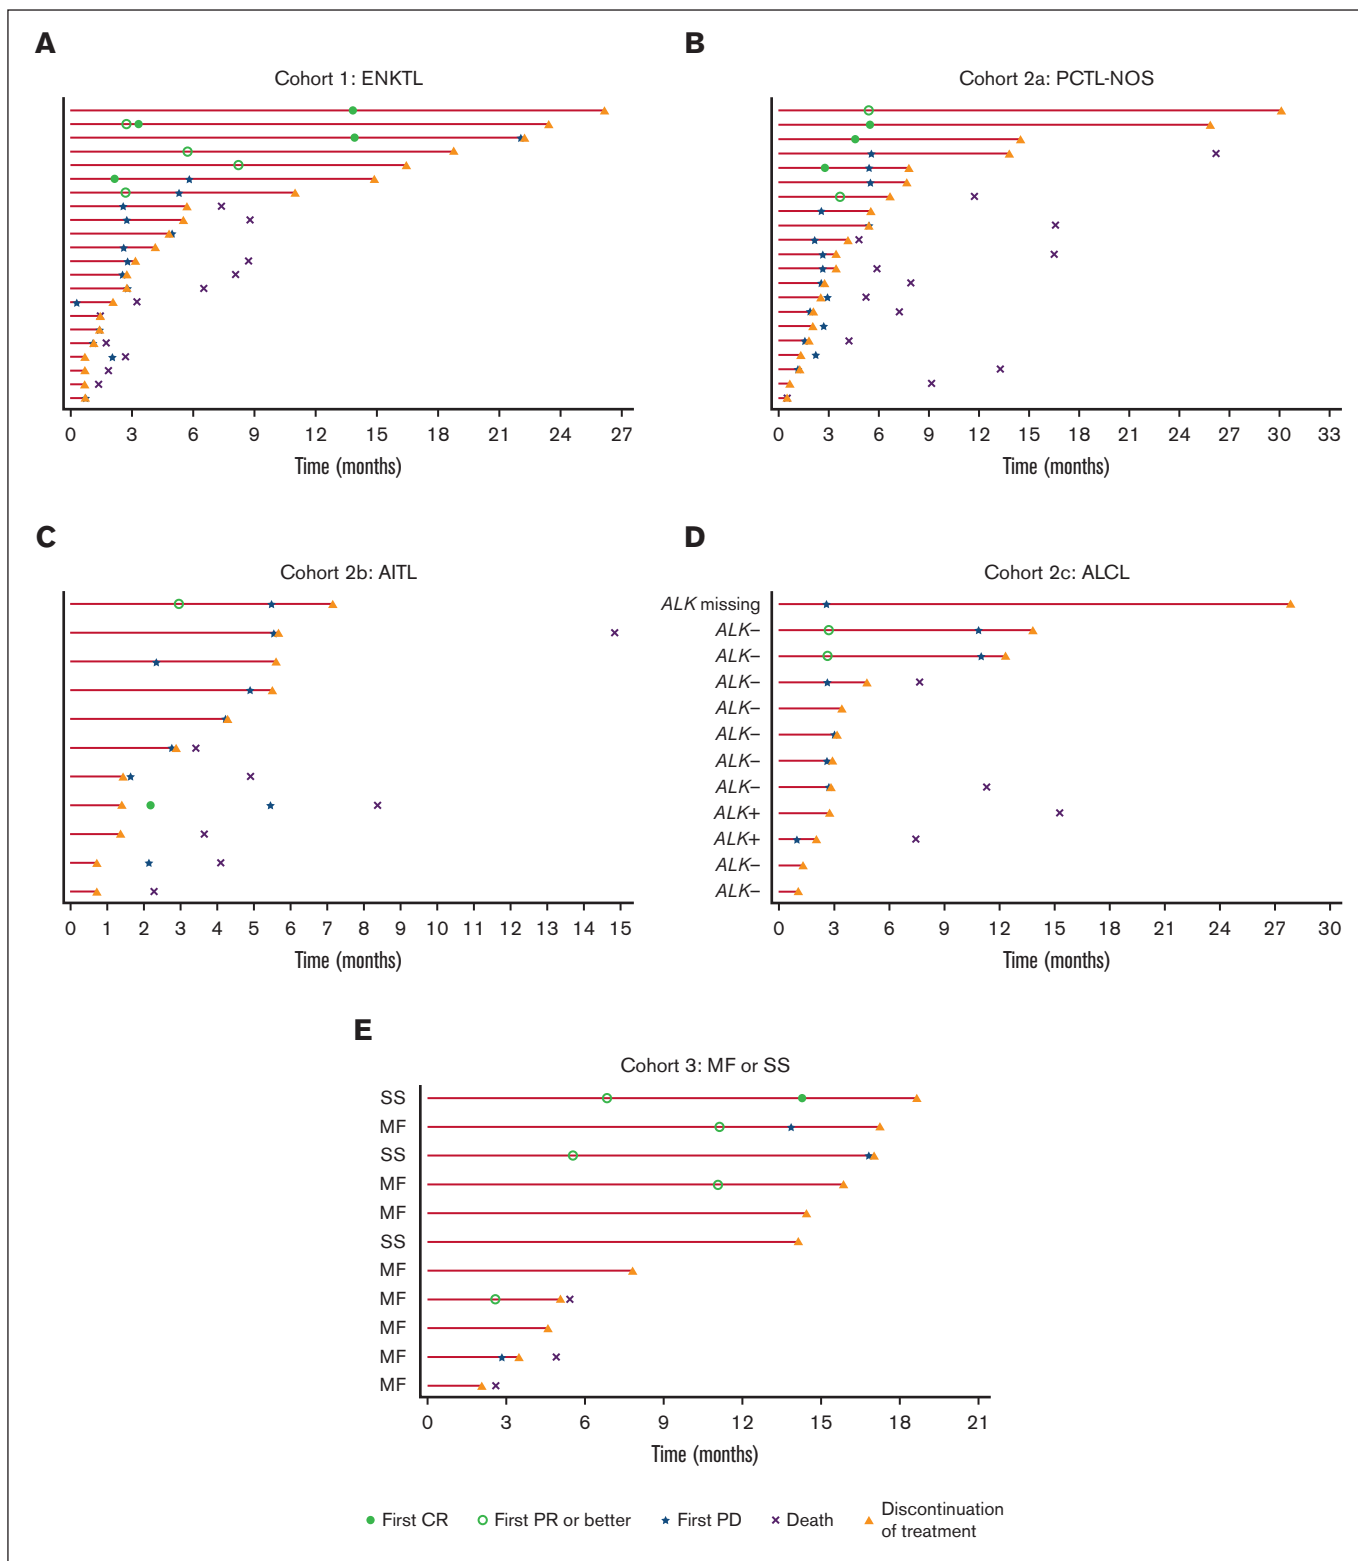 A
Cohort 1: ENKTL
0 3 6 9 12 15 18 21 24 27
Time (months)
B
Cohort 2a: PCTL-NOS
0 3 6 9 12 15 18 21 24 27 30 33
Time (months)
C
Cohort 2b: AITL
0 1 2 3 4 5 6 7 8 9 10 11 12 13 14 15
Time (months)
D
Cohort 2c: ALCL
ALK missing
ALK–
ALK–
ALK–
ALK–
ALK–
ALK–
ALK–
ALK+
ALK+
ALK–
ALK–
0 3 6 9 12 15 18 21 24 27 30
Time (months)
E
Cohort 3: MF or SS
SS
MF
SS
MF
MF
SS
MF
MF
MF
MF
MF
0 3 6 9 12 15 18 21
Time (months)
First CR
First PR or better
First PD
Death
Discontinuation
of treatment